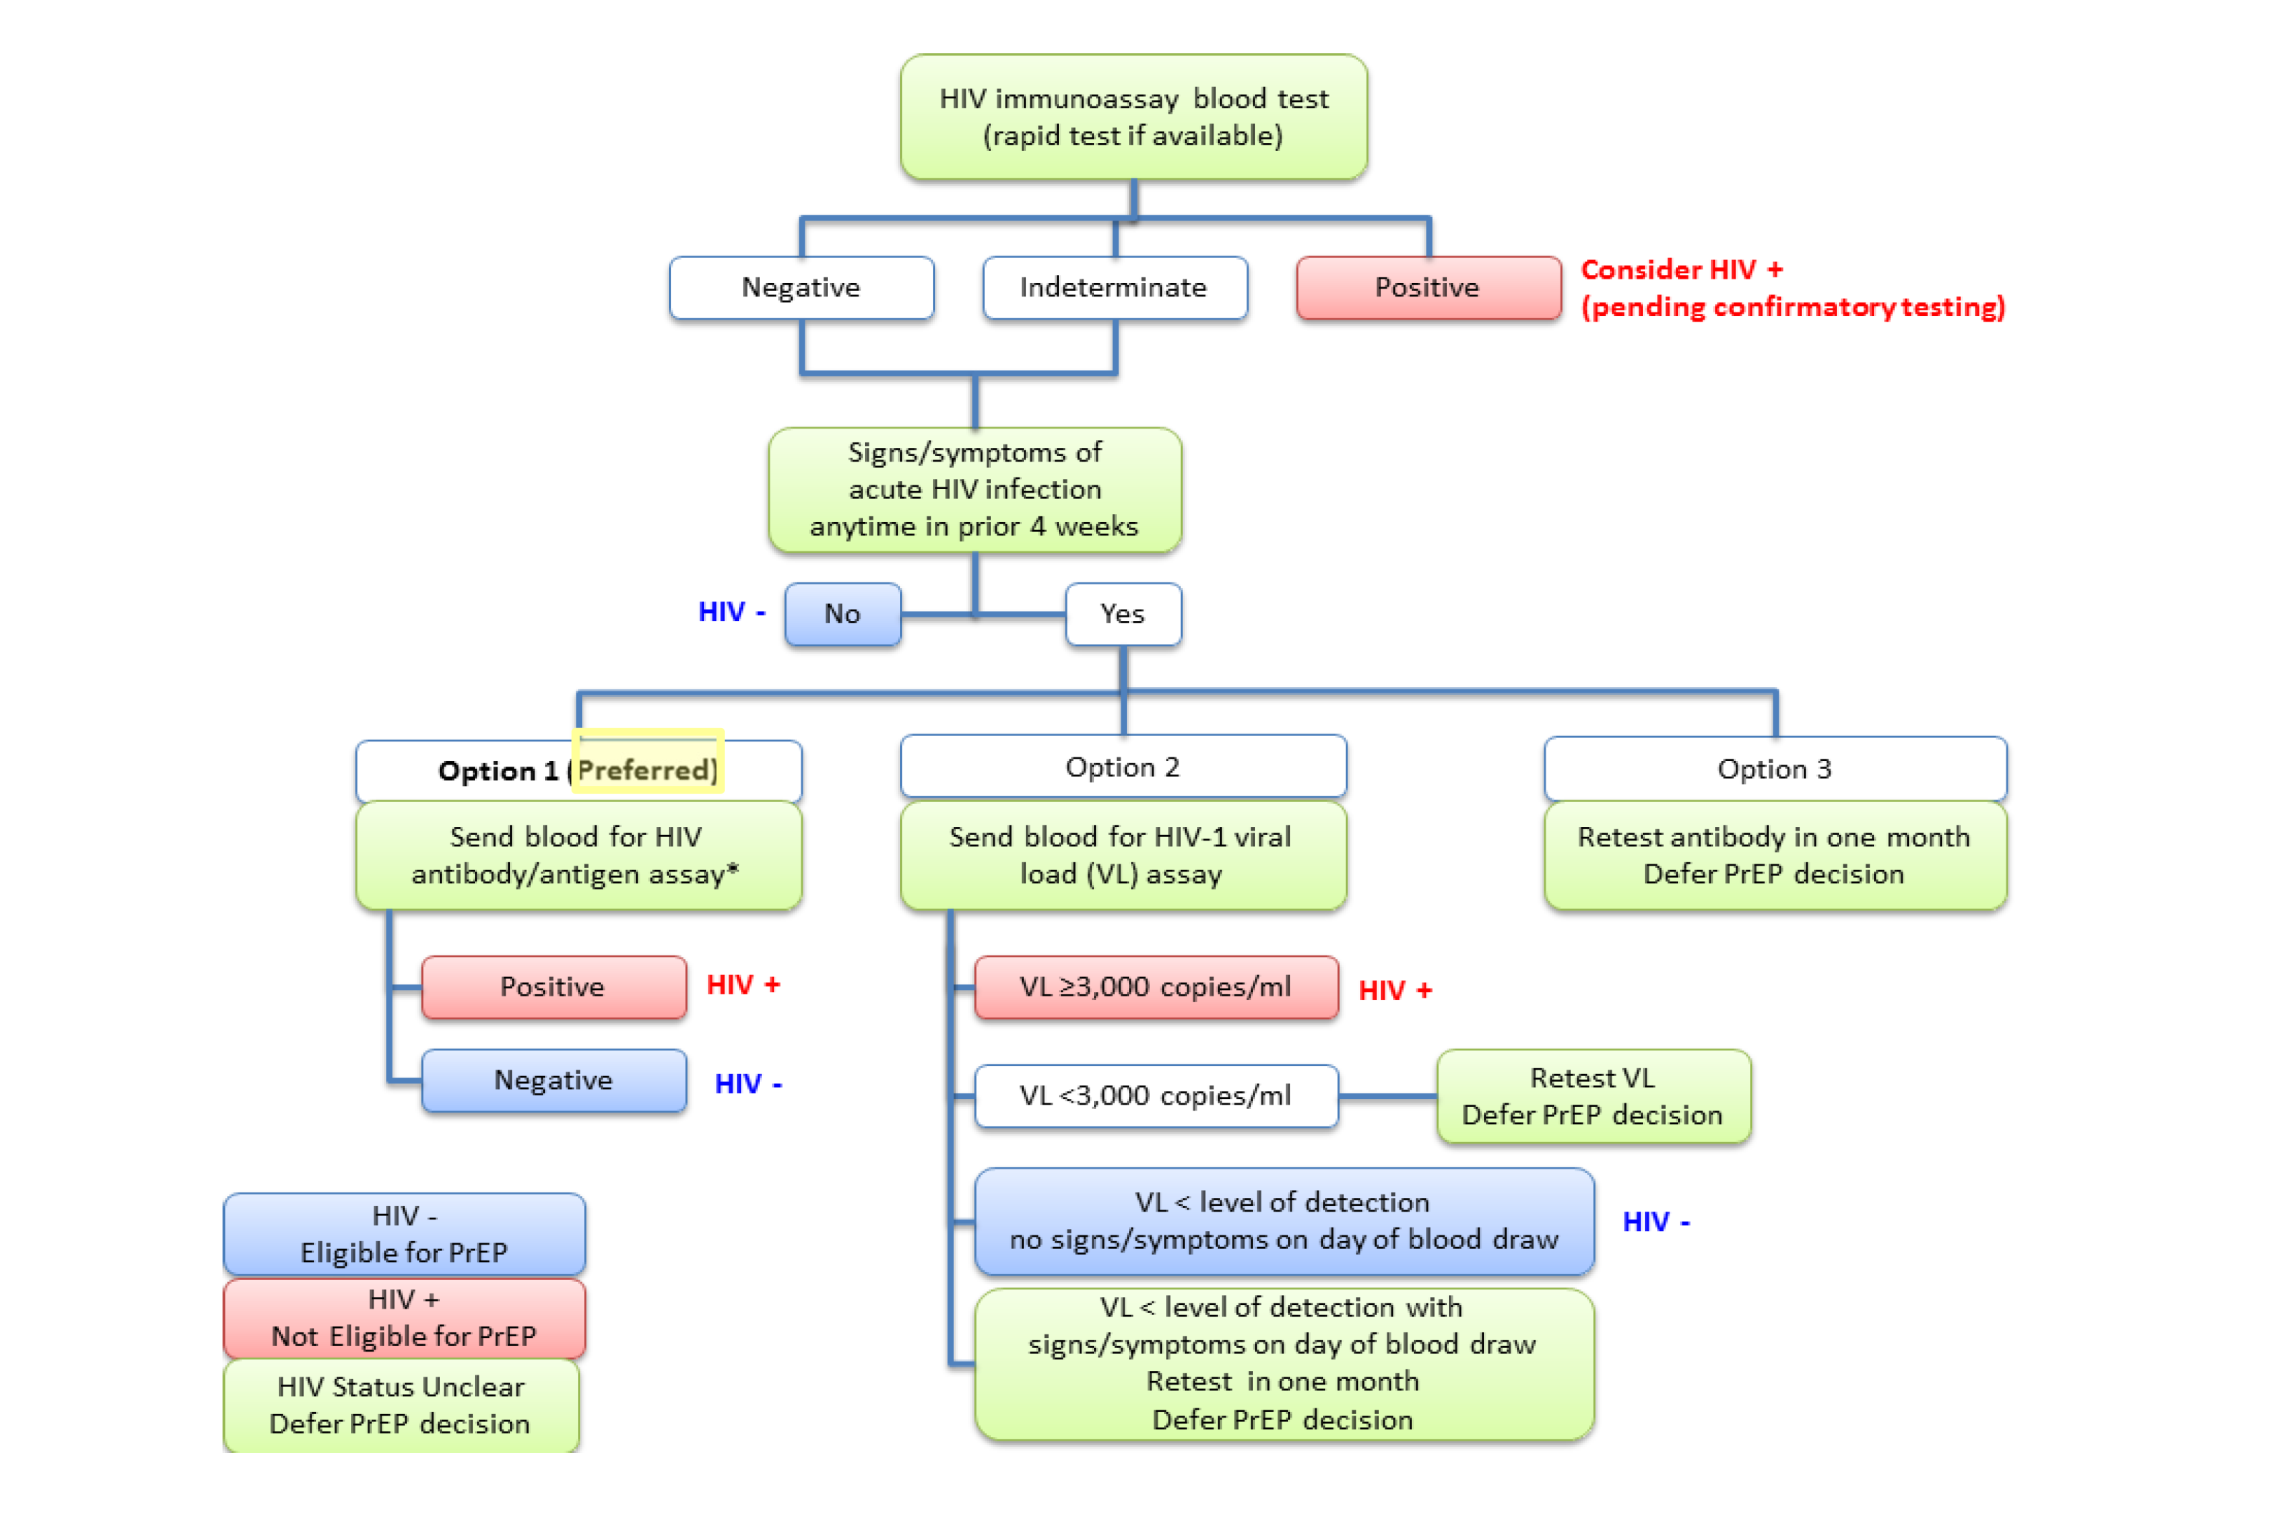 HIV immunoassay blood test
(rapid test if available)
Negative
Indeterminate
Positive
Consider HIV +
(pending confirmatory testing)
Signs/symptoms of
acute HIV infection
anytime in prior 4 weeks
HIV -
No
Yes
Option 1 (Preferred)
Send blood for HIV
antibody/antigen assay*
Positive
HIV +
Negative
HIV -
Option 2
Send blood for HIV-1 viral
load (VL) assay
VL ≥3,000 copies/ml
HIV +
VL <3,000 copies/ml
Retest VL
Defer PrEP decision
VL < level of detection
no signs/symptoms on day of blood draw
HIV -
VL < level of detection with
signs/symptoms on day of blood draw
Retest in one month
Defer PrEP decision
Option 3
Retest antibody in one month
Defer PrEP decision
HIV -
Eligible for PrEP
HIV +
Not Eligible for PrEP
HIV Status Unclear
Defer PrEP decision